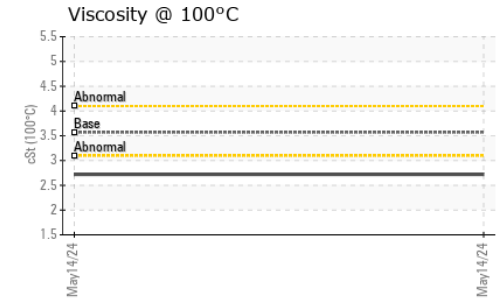 Viscosity @ 100°C
5.5
5
4.5
Abnormal
4
Base
3.5
Abnormal
3
2.5
2
1.5
cSt (100°C)
May14/24
May14/24